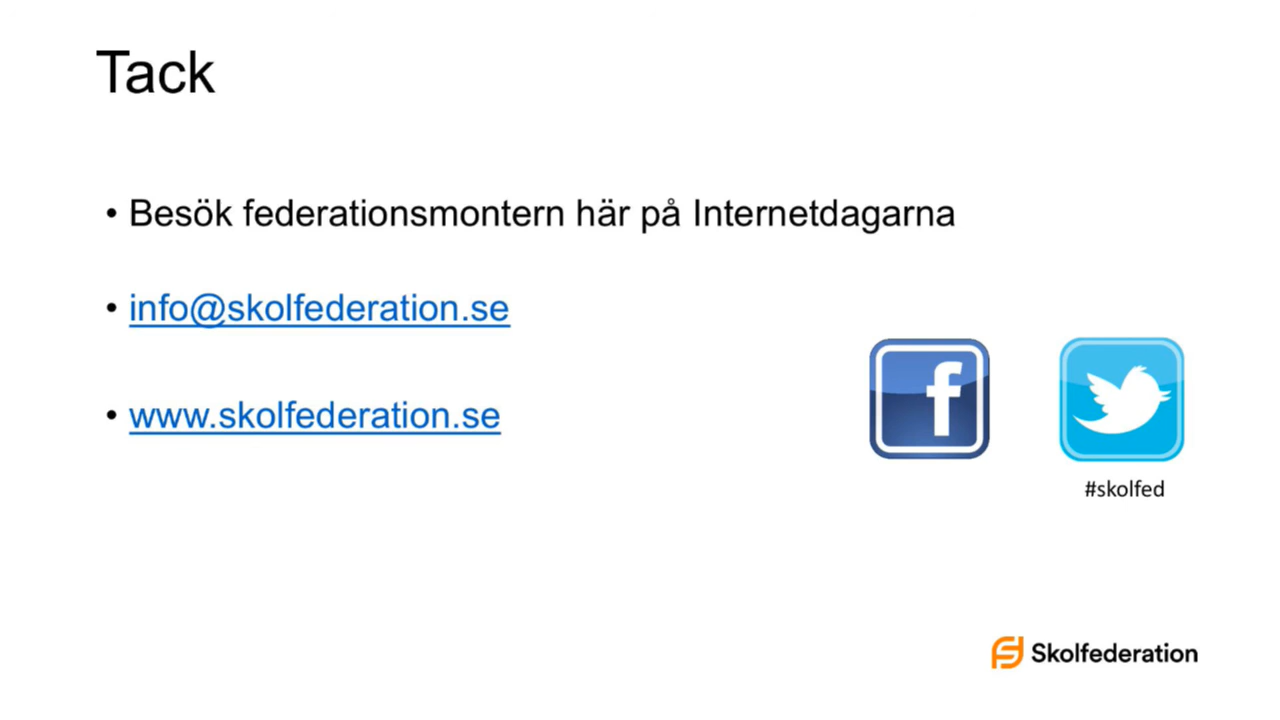 Tack
• Besök federationsmontern här på Internetdagarna
• info@skolfederation.se
• www.skolfederation.se
#skolfed
Skolfederation